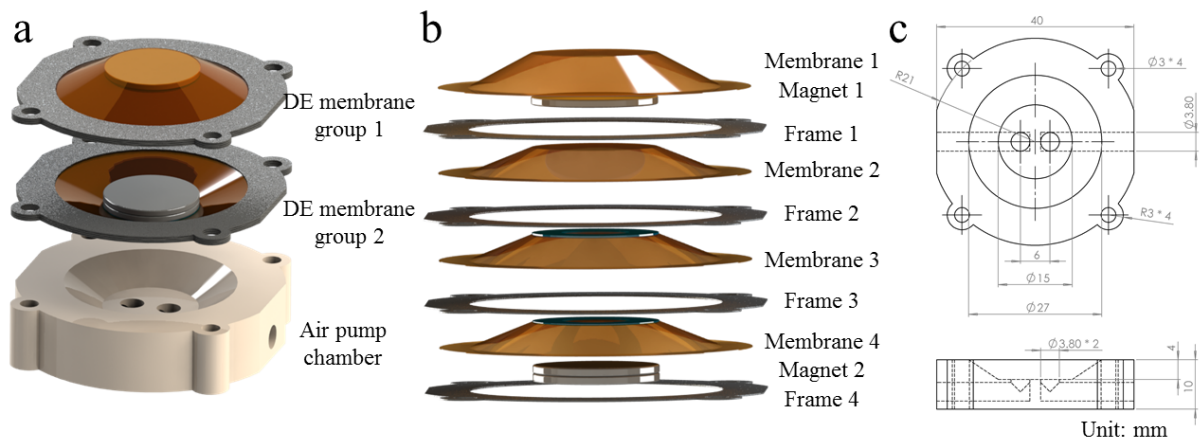 a
DE membrane
group 1
DE membrane
group 2
Air pump
chamber
b
Membrane 1
Magnet 1
Frame 1
Membrane 2
Frame 2
Membrane 3
Frame 3
Membrane 4
Magnet 2
Frame 4
c
40
R21
Ø3 * 4
Ø3,80
R3 * 4
6
Ø15
Ø27
Ø3,80 * 2
4
10
Unit: mm